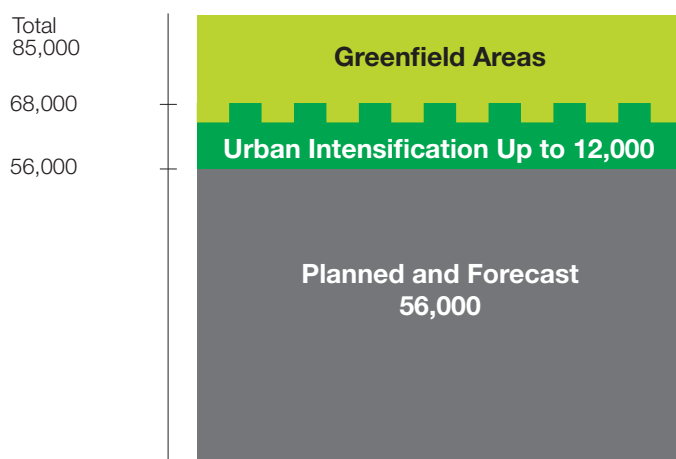 Total
85,000
Greenfield Areas
68,000
Urban Intensification Up to 12,000
56,000
Planned and Forecast
56,000